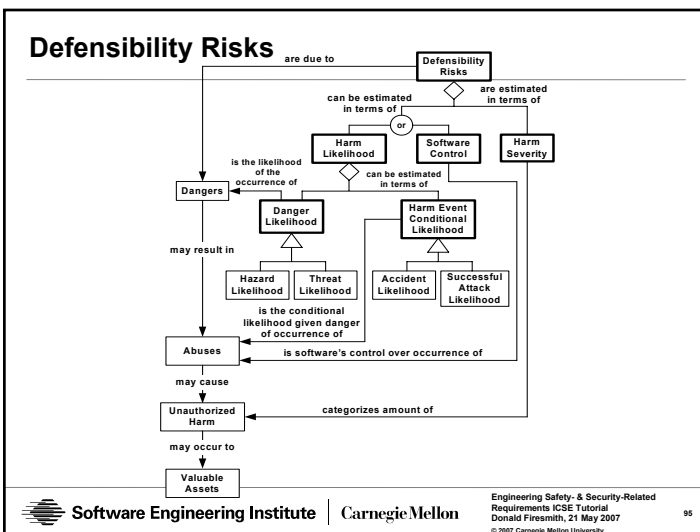 Defensibility Risks
are due to
Defensibility
Risks
can be estimated
in terms of
are estimated
in terms of
or
Harm
Likelihood
Software
Control
Harm
Severity
is the likelihood
of the
occurrence of
can be estimated
in terms of
Dangers
Danger
Likelihood
Harm Event
Conditional
Likelihood
may result in
Hazard
Likelihood
Threat
Likelihood
Accident
Likelihood
Successful
Attack
Likelihood
is the conditional
likelihood given danger
of occurrence of
Abuses
is software's control over occurrence of
may cause
Unauthorized
Harm
categorizes amount of
may occur to
Valuable
Assets
Software Engineering Institute
Carnegie Mellon
Engineering Safety- & Security-Related
Requirements ICSE Tutorial
Donald Firesmith, 21 May 2007
© 2007 Carnegie Mellon University
95